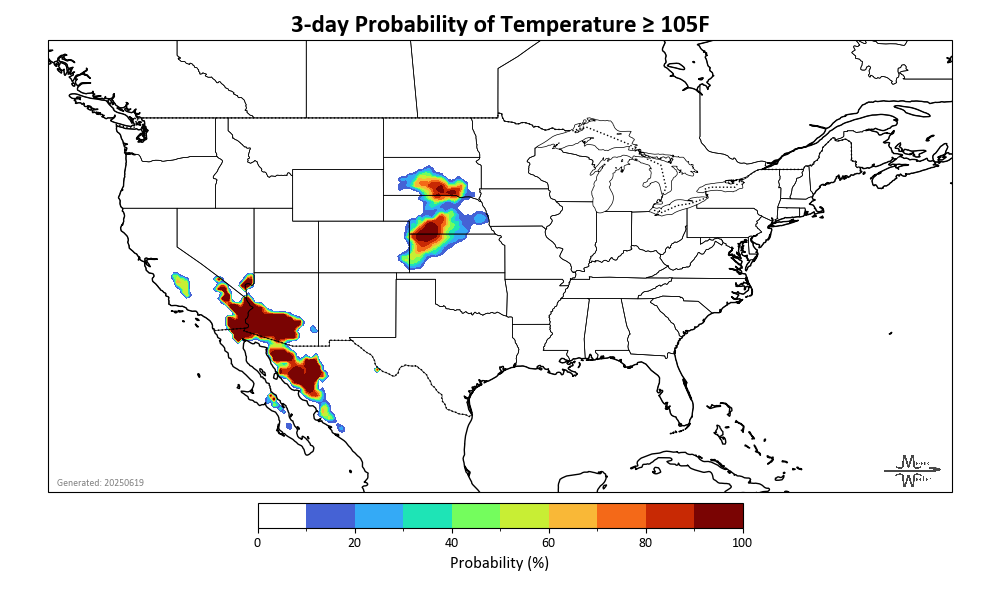 3-day Probability of Temperature ≥ 105F
Generated: 20250619
0 20 40 60 80 100
Probability (%)